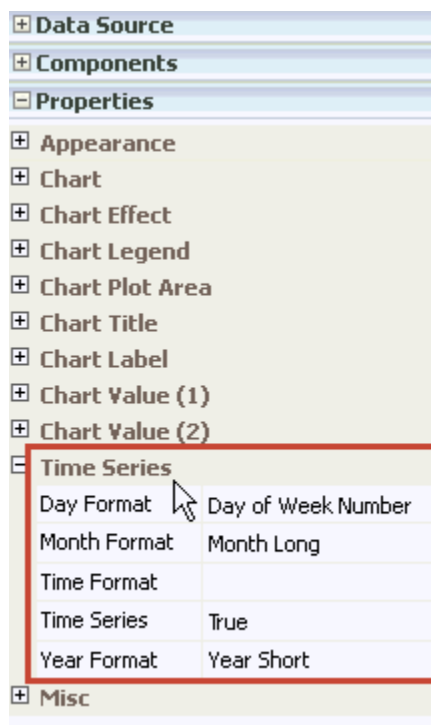 Data Source
Components
Properties
Appearance
Chart
Chart Effect
Chart Legend
Chart Plot Area
Chart Title
Chart Label
Chart Value (1)
Chart Value (2)
Time Series
Day Format Day of Week Number
Month Format Month Long
Time Format
Time Series True
Year Format Year Short
Misc